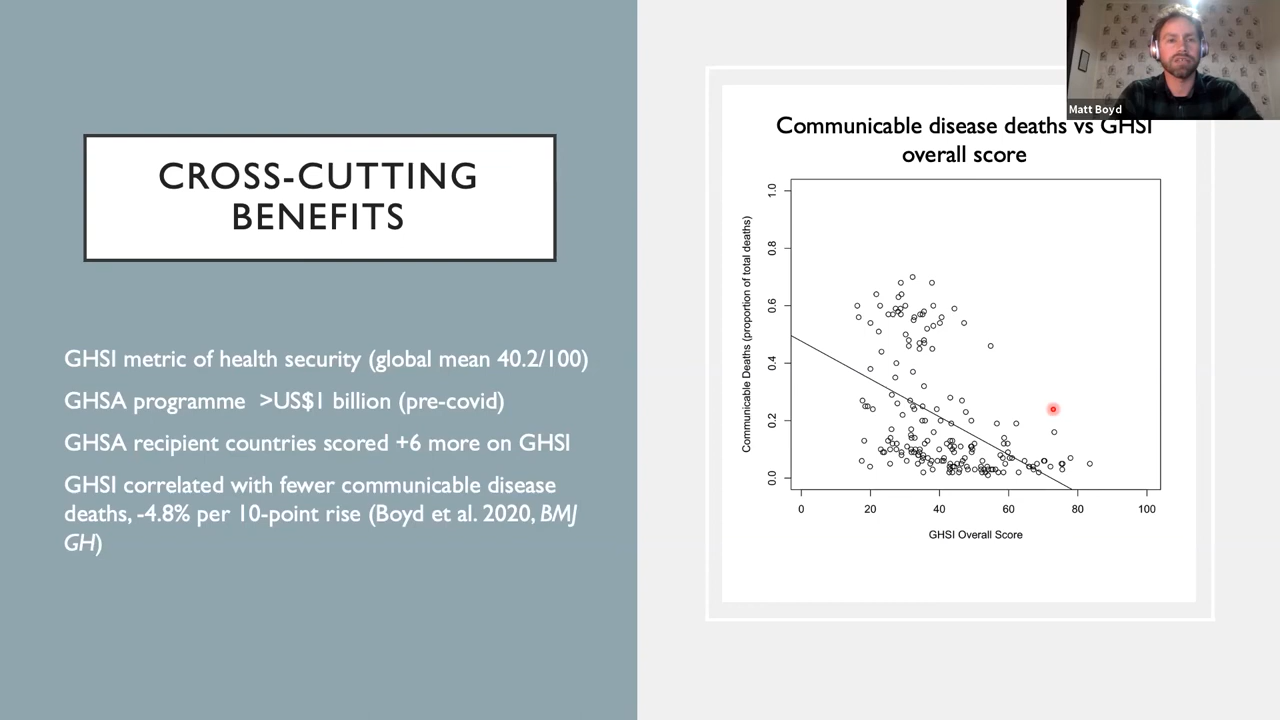 Matt Boyd
CROSS-CUTTING
BENEFITS
GHSI metric of health security (global mean 40.2/100)
GHSA programme >US$1 billion (pre-covid)
GHSA recipient countries scored +6 more on GHSI
GHSI correlated with fewer communicable disease
deaths, -4.8% per 10-point rise (Boyd et al. 2020, BMJ
GH)
Communicable disease deaths vs GHSI
overall score
Communicable Deaths (proportion of total deaths)
1.0
0.8
0.6
0.4
0.2
0.0
0 20 40 60 80 100
GHSI Overall Score